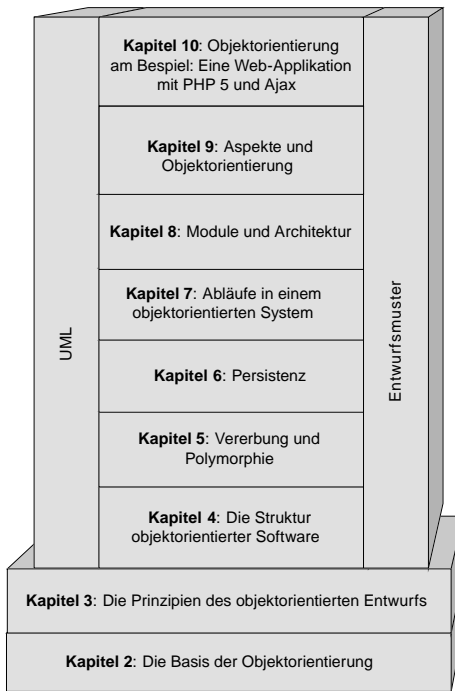 Kapitel 10: Objektorientierung
am Bespiel: Eine Web-Applikation
mit PHP 5 und Ajax
Kapitel 9: Aspekte und
Objektorientierung
Kapitel 8: Module und Architektur
Kapitel 7: Abläufe in einem
objektorientierten System
UML
Entwurfsmuster
Kapitel 6: Persistenz
Kapitel 5: Vererbung und
Polymorphie
Kapitel 4: Die Struktur
objektorientierter Software
Kapitel 3: Die Prinzipien des objektorientierten Entwurfs
Kapitel 2: Die Basis der Objektorientierung